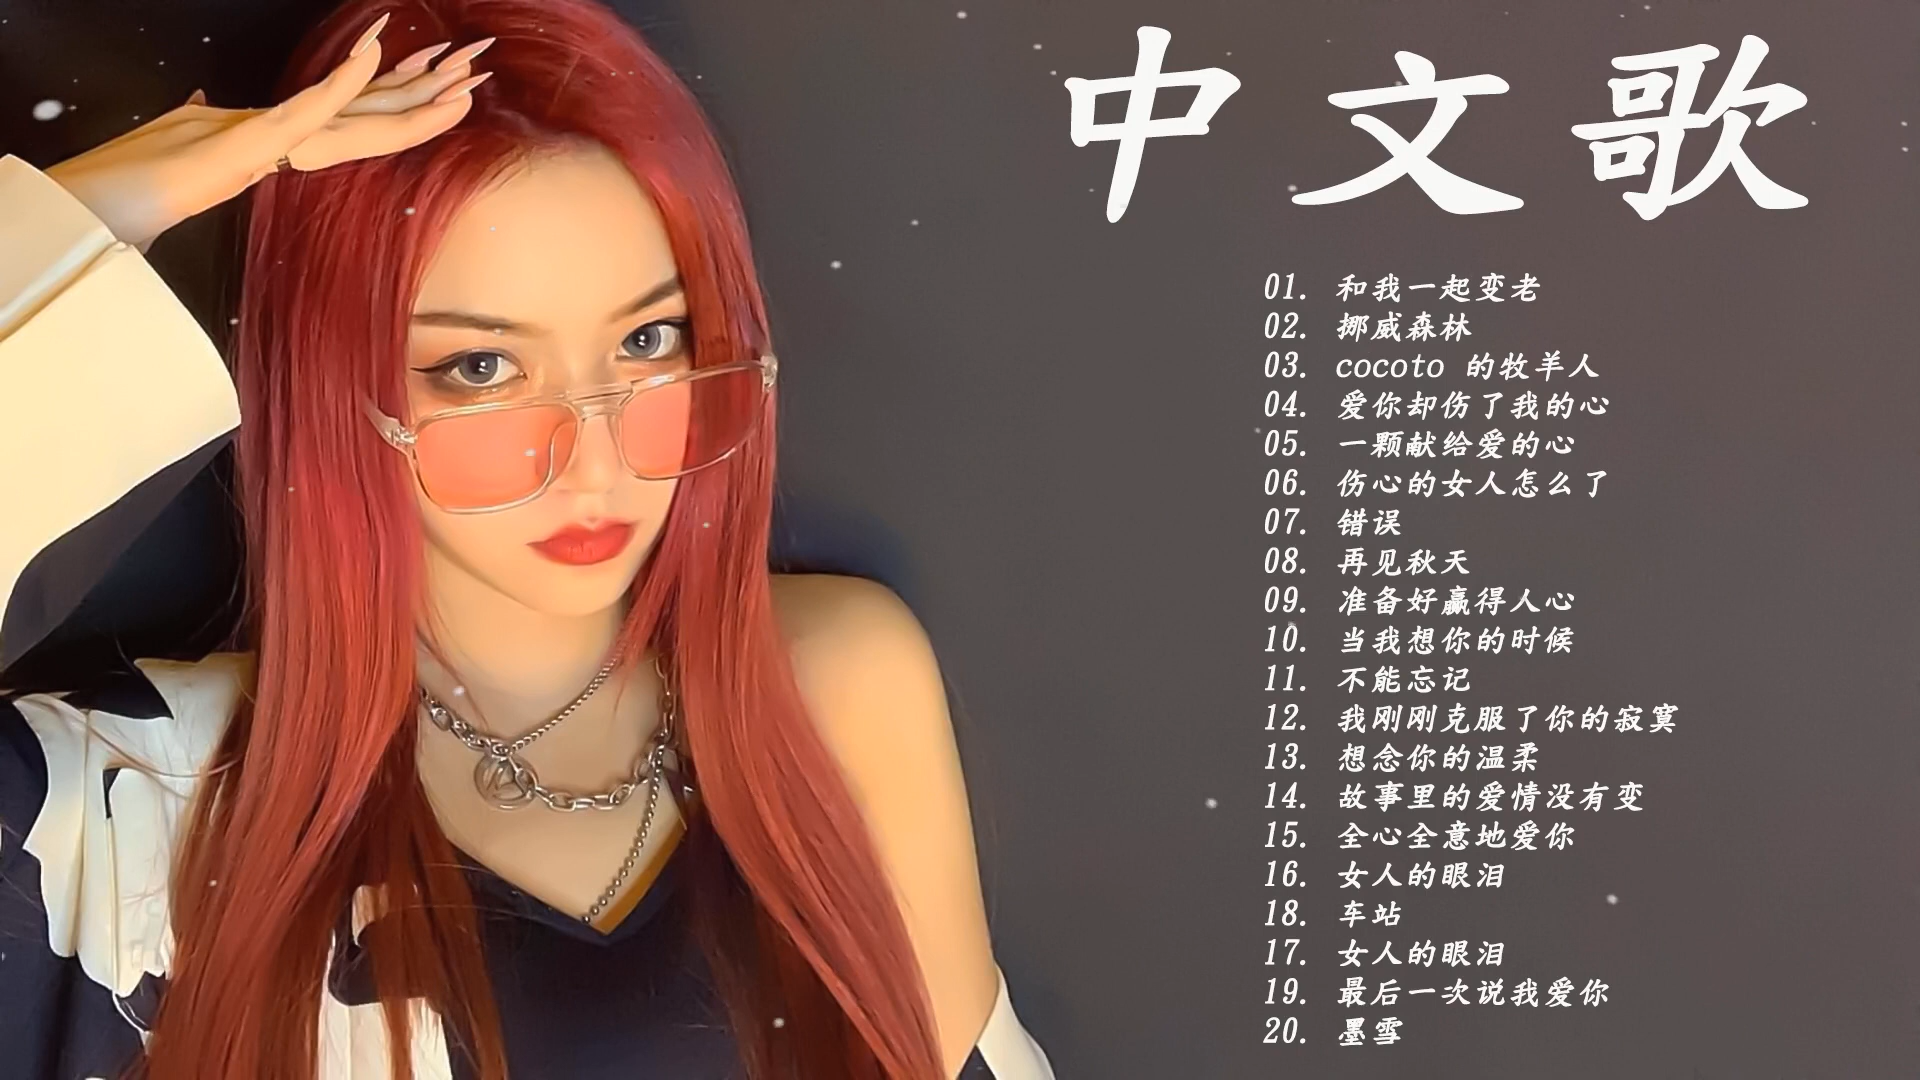 中文歌
01. 和我一起变老
02. 挪威森林
03. cocoto 的牧羊人
04. 爱你却伤了我的心
05. 一颗献给爱的心
06. 伤心的女人怎么了
07. 错误
08. 再见秋天
09. 准备好赢得人心
10. 当我想你的时候
11. 不能忘记
12. 我刚刚克服了你的寂寞
13. 想念你的温柔
14. 故事里的爱情没有变
15. 全心全意地爱你
16. 女人的眼泪
18. 车站
17. 女人的眼泪
19. 最后一次说我爱你
20. 墨雪